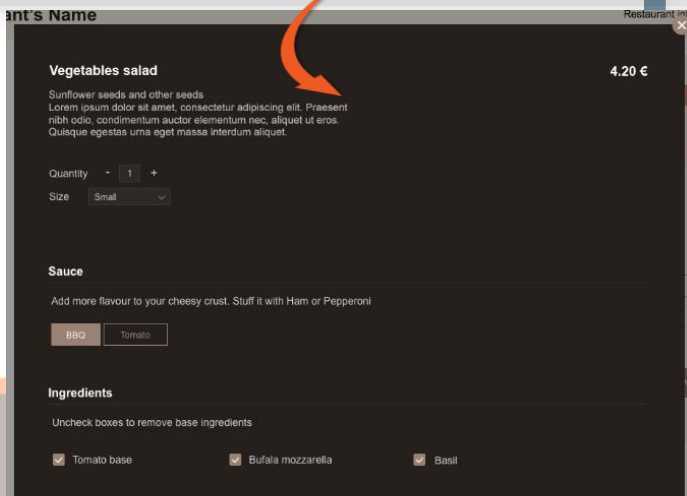 ant's Name
Restaurant in
Vegetables salad
4.20 €
Sunflower seeds and other seeds
Lorem ipsum dolor sit amet, consectetur adipiscing elit. Praesent
nibh odio, condimentum auctor elementum nec, aliquet ut eros.
Quisque egestas urna eget massa interdum aliquet.
Quantity - 1 +
Size Small
Sauce
Add more flavour to your cheesy crust. Stuff it with Ham or Pepperoni
BBQ Tomato
Ingredients
Uncheck boxes to remove base ingredients
Tomato base Bufala mozzarella Basil